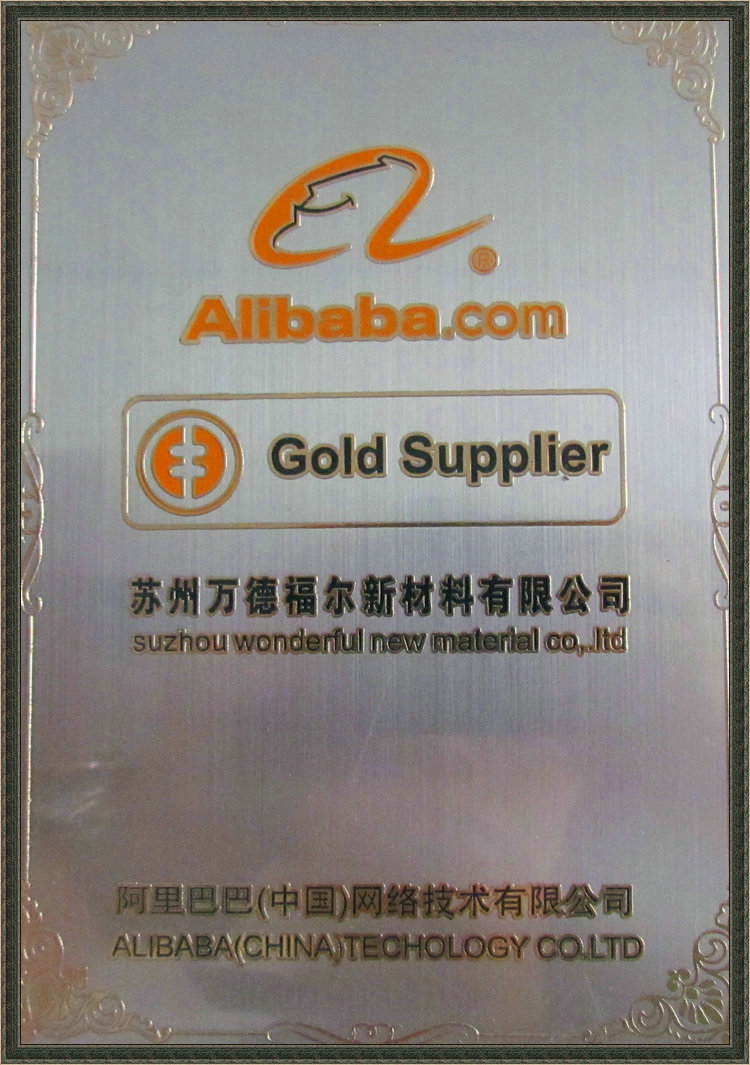 ®
Alibaba.com
Gold Supplier
苏州万德福尔新材料有限公司
suzhou wonderful new material co,.ltd
阿里巴巴(中国)网络技术有限公司
ALIBABA(CHINA)TECHOLOGY CO.LTD